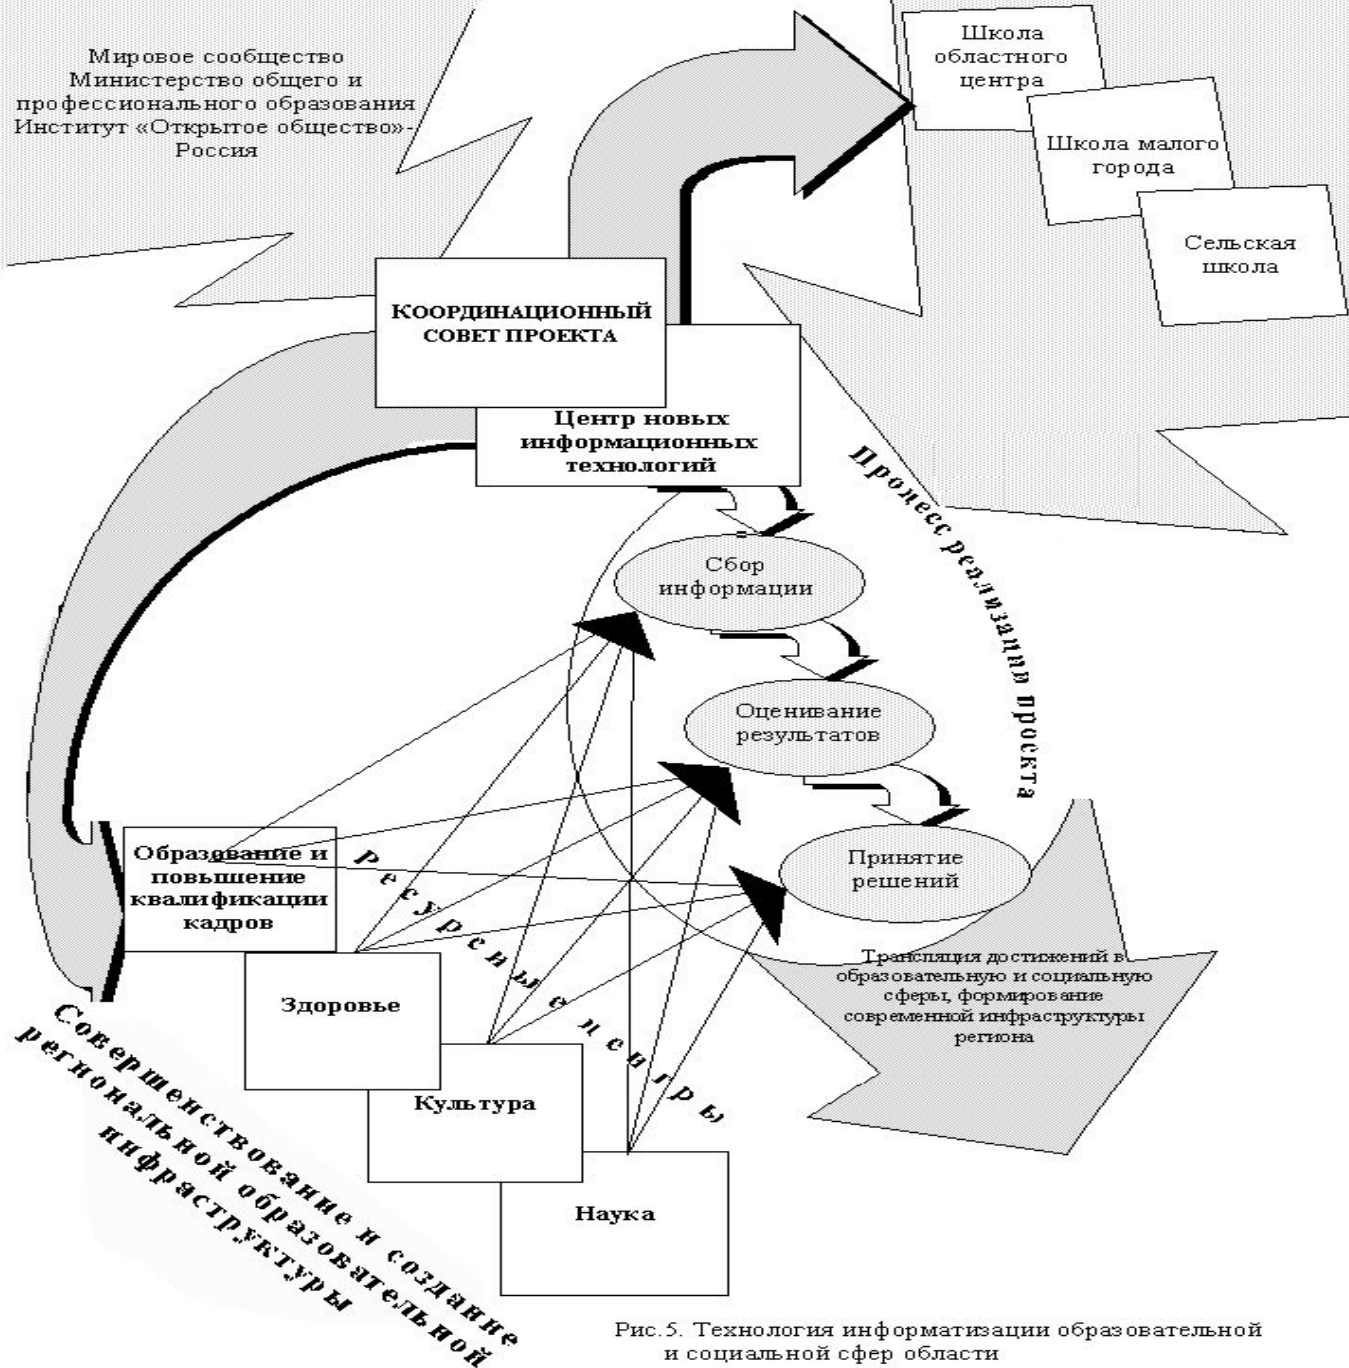 Мировое сообщество
Министерство общего и
профессионального образования
Институт «Открытое общество»-
Россия
Школа
областного
центра
Школа малого
города
Сельская
школа
КООРДИНАЦИОННЫЙ
СОВЕТ ПРОЕКТА
Центр новых
информационных
технологий
Процесс реализации проекта
Сбор
информации
Оценивание
результатов
Принятие
решений
Образование и
повышение
квалификации
кадров
Ресурсные центры
Здоровье
Культура
Наука
Трансляция достижений в
образовательную и социальную
сферы, формирование
современной инфраструктуры
региона
Совершенствование и создание
региональной образовательной
инфраструктуры
Рис.5. Технология информатизации образовательной
и социальной сфер области